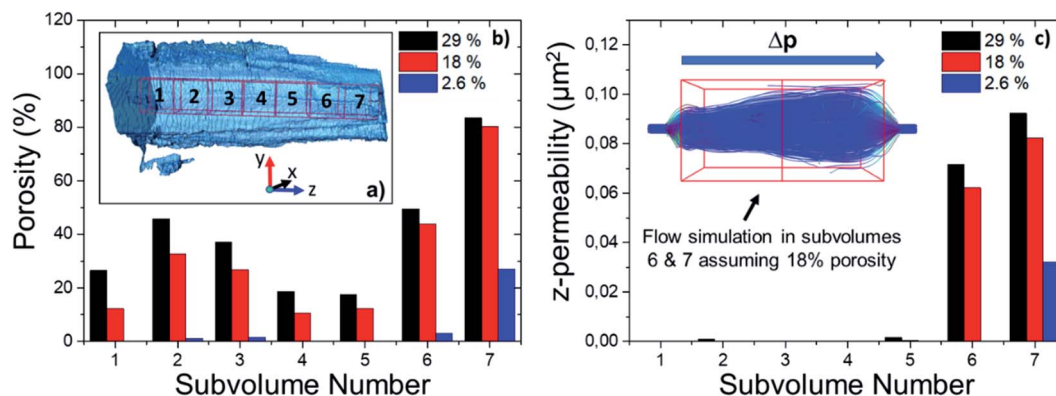 120
100
80
60
40
20
0
Porosity (%)
b)
29 %
18 %
2.6 %
1 2 3 4 5 6 7
y
x
z
a)
1 2 3 4 5 6 7
Subvolume Number
0,12
0,10
0,08
0,06
0,04
0,02
0,00
z-permeability (µm²)
Δp
c)
29 %
18 %
2.6 %
Flow simulation in subvolumes
6 & 7 assuming 18% porosity
1 2 3 4 5 6 7
Subvolume Number